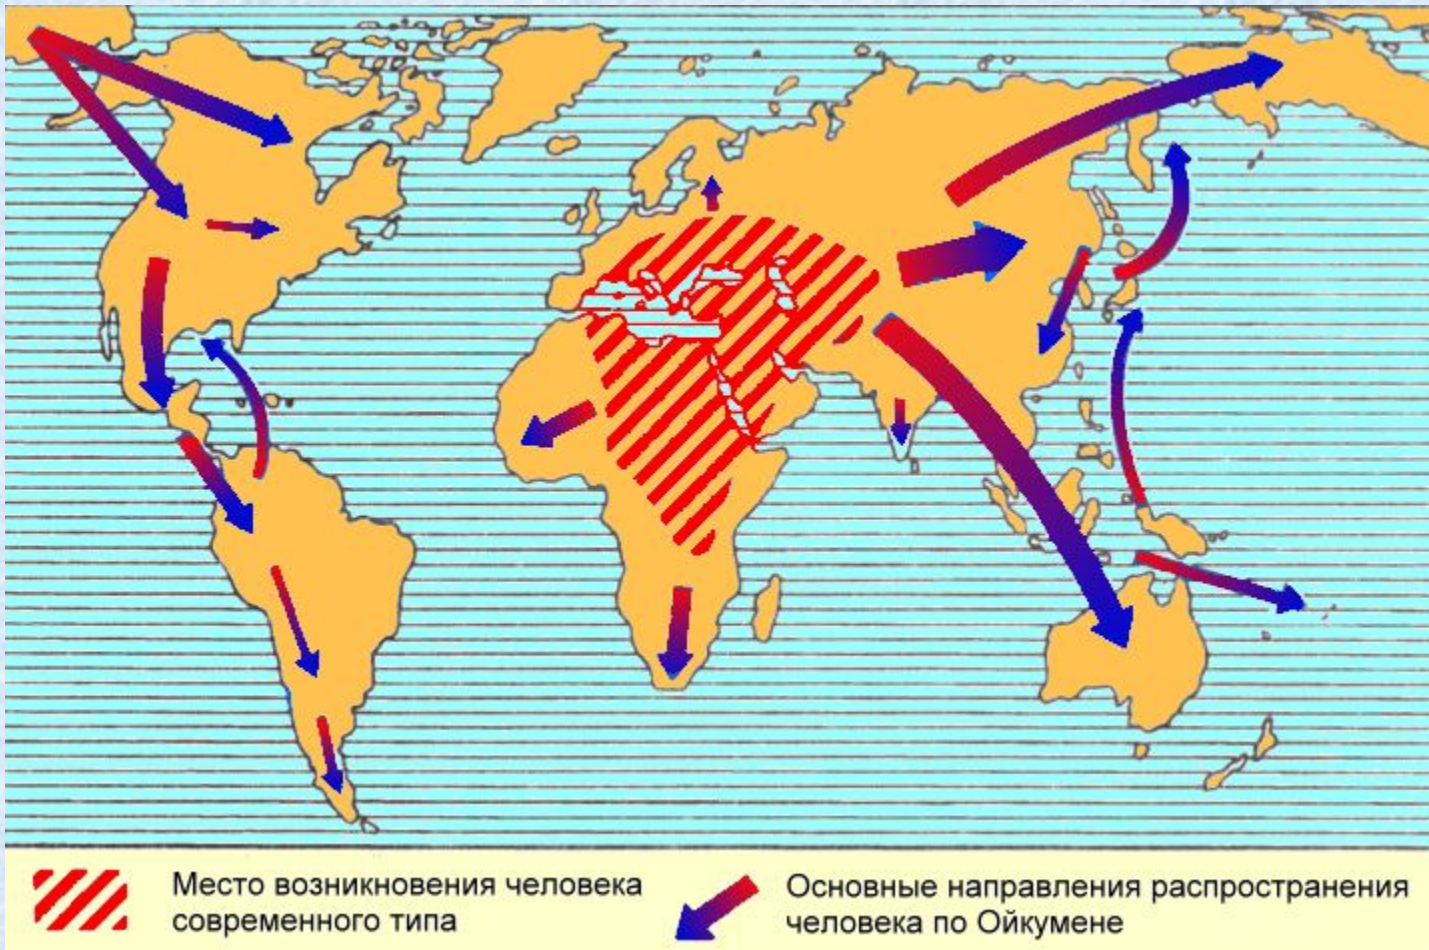 Место возникновения человека
современного типа
Основные направления распространения
человека по Ойкумене